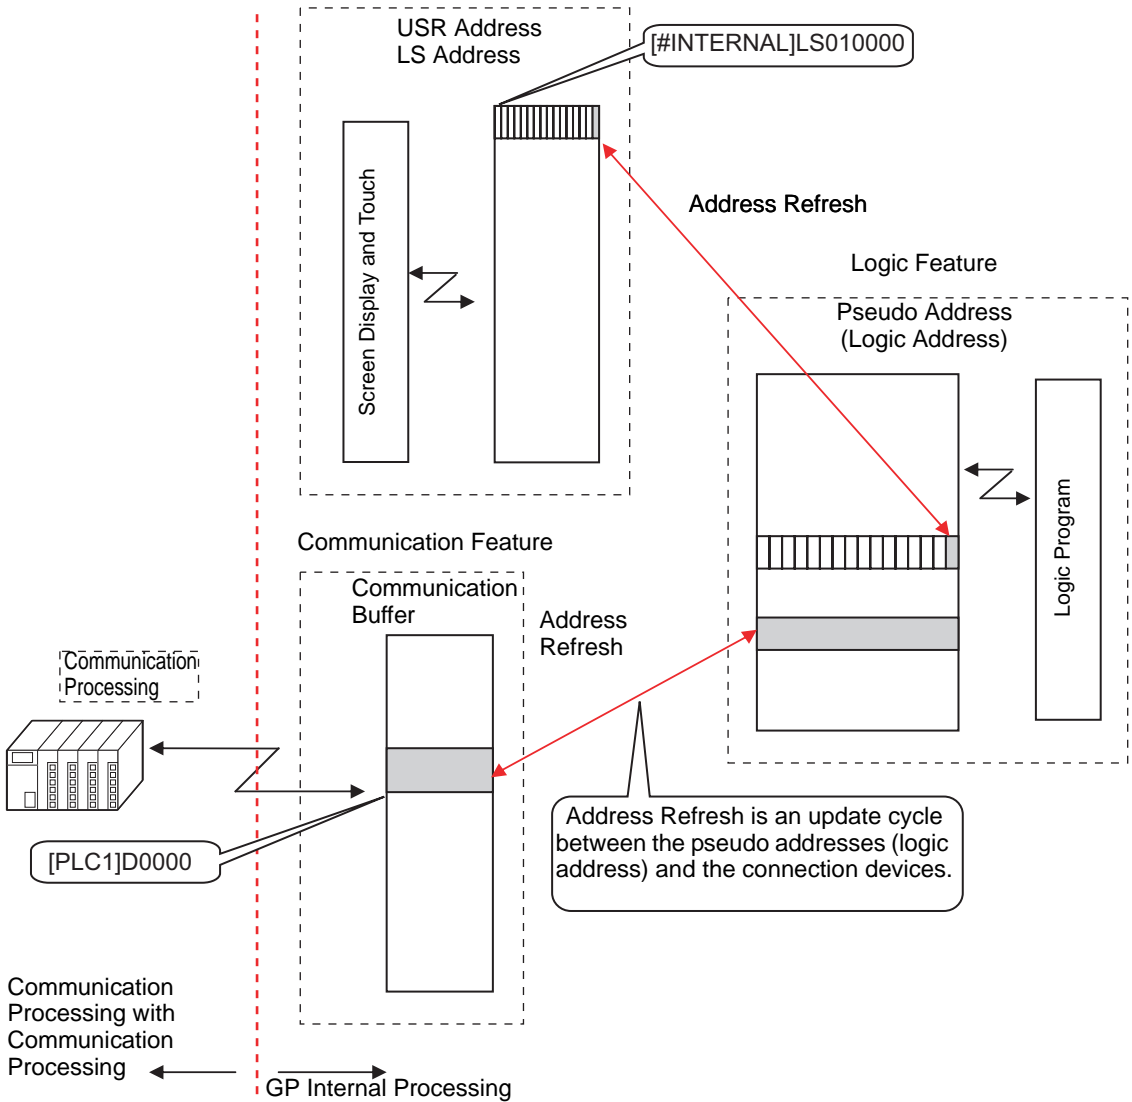 USR Address
LS Address
[#INTERNAL]LS010000
Screen Display and Touch
Address Refresh
Logic Feature
Pseudo Address
(Logic Address)
Logic Program
Communication Feature
Communication
Buffer
Address
Refresh
Communication
Processing
[PLC1]D0000
Address Refresh is an update cycle
between the pseudo addresses (logic
address) and the connection devices.
Communication
Processing with
Communication
Processing
GP Internal Processing